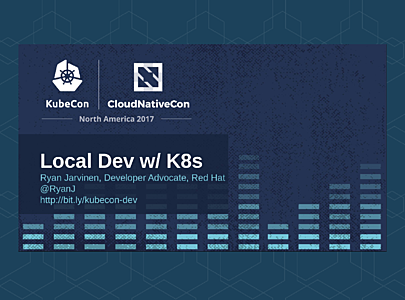 KubeCon
CloudNativeCon
North America 2017
Local Dev w/ K8s
Ryan Jarvinen, Developer Advocate, Red Hat
@RyanJ
http://bit.ly/kubecon-dev